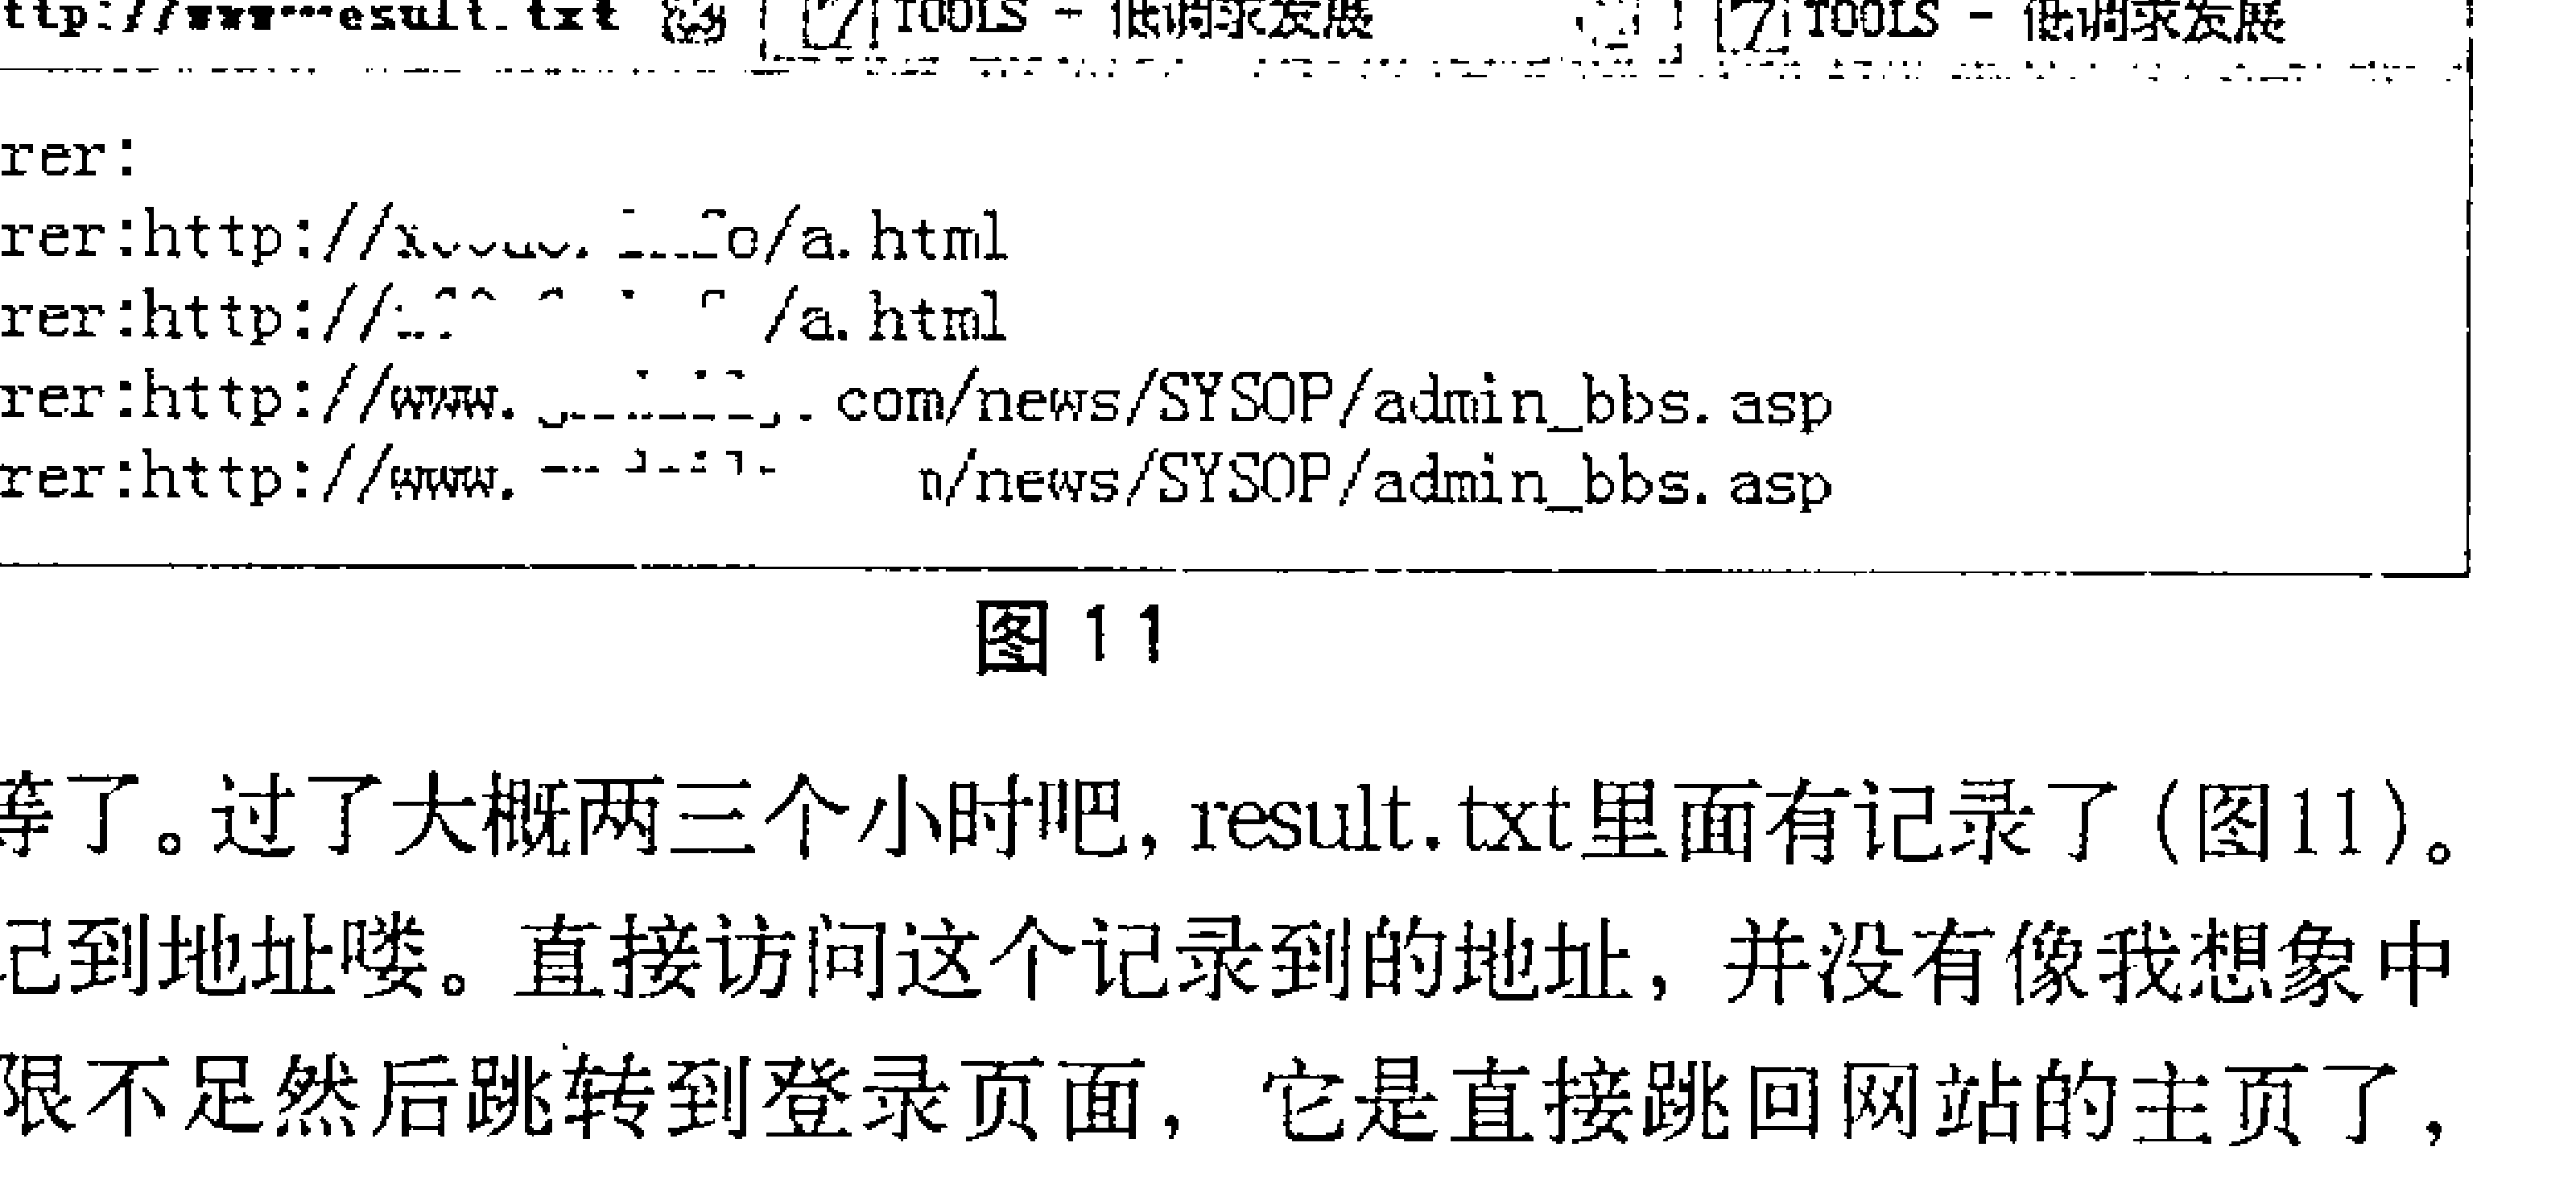 ttp://www…esult.txt TOOLS - 低调求发展 TOOLS - 低调求发展
rer:
rer:http:// o/a.html
rer:http:// /a.html
rer:http://www. .com/news/SYSOP/admin_bbs.asp
rer:http://www. /news/SYSOP/admin_bbs.asp
图 11
等了。过了大概两三个小时吧, result.txt里面有记录了 (图11)。
记到地址喽。直接访问这个记录到的地址, 并没有像我想象中
限不足然后跳转到登录页面, 它是直接跳回网站的主页了,